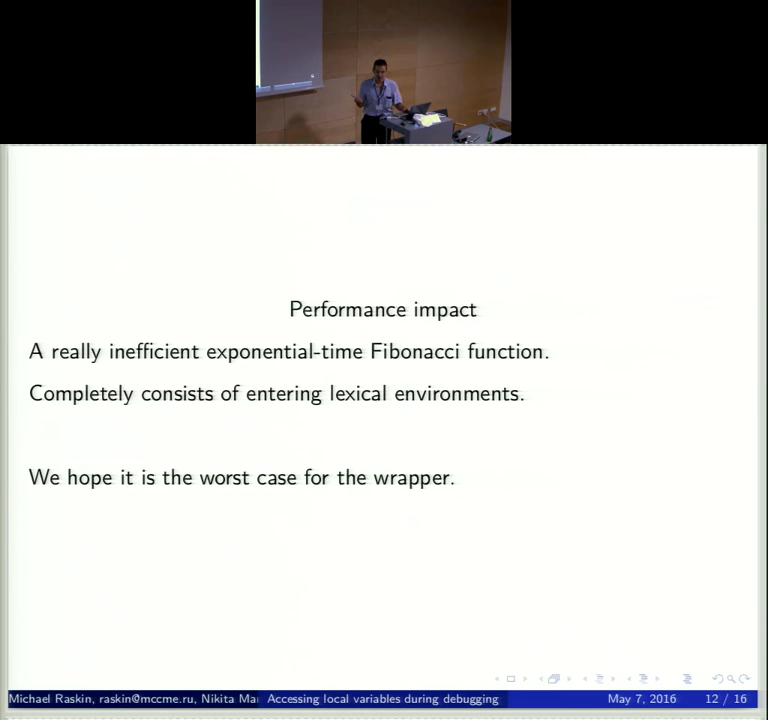 Performance impact
A really inefficient exponential-time Fibonacci function.
Completely consists of entering lexical environments.
We hope it is the worst case for the wrapper.
Michael Raskin, raskin@mccme.ru, Nikita Accessing local variables during debugging May 7, 2016 12 / 16